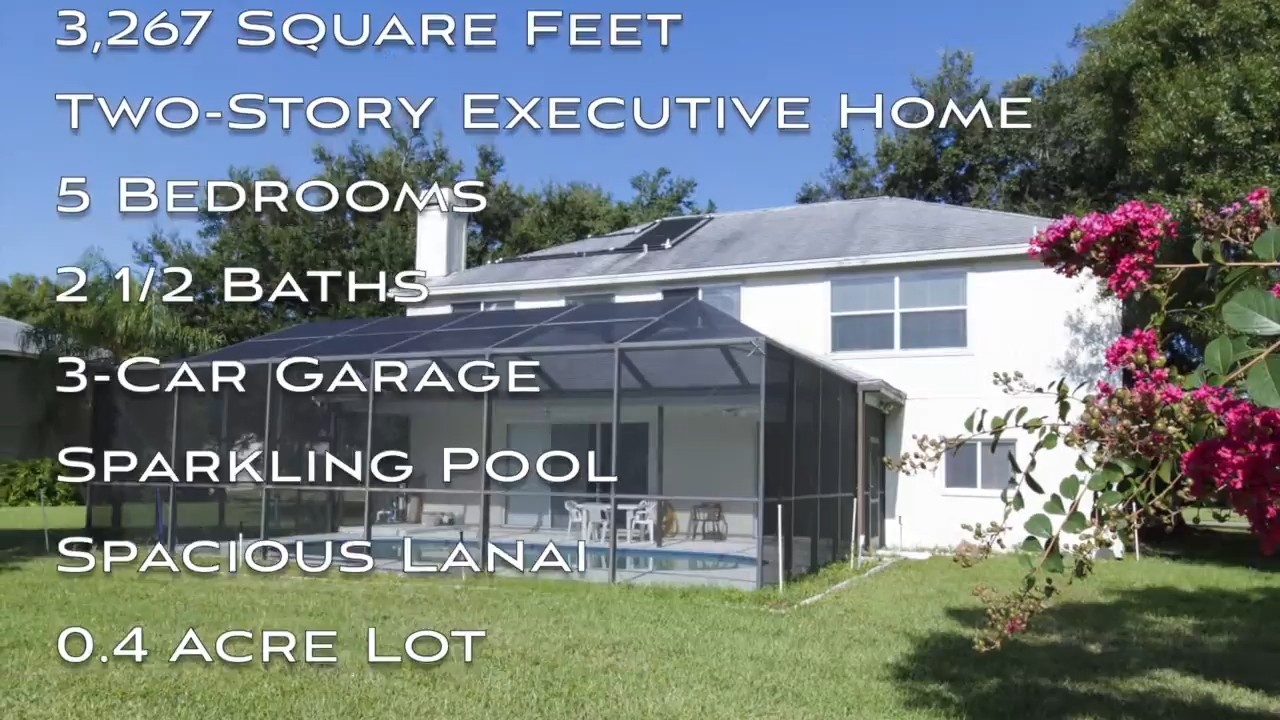 3,267 Square Feet
Two-Story Executive Home
5 Bedrooms
2 1/2 Baths
3-Car Garage
Sparkling Pool
Spacious Lanai
0.4 Acre Lot